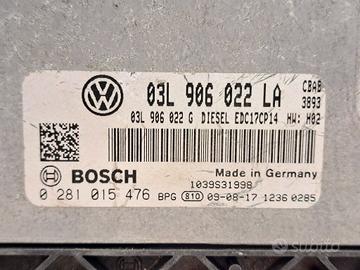 03L 906 022 LA
CBAB
3893
03L 906 022 G DIESEL EDC17CP14 HW: H02
BOSCH
Made in Germany
1039S31998
0 281 015 476 BPG 810 09-08-17 1236 0285
subito